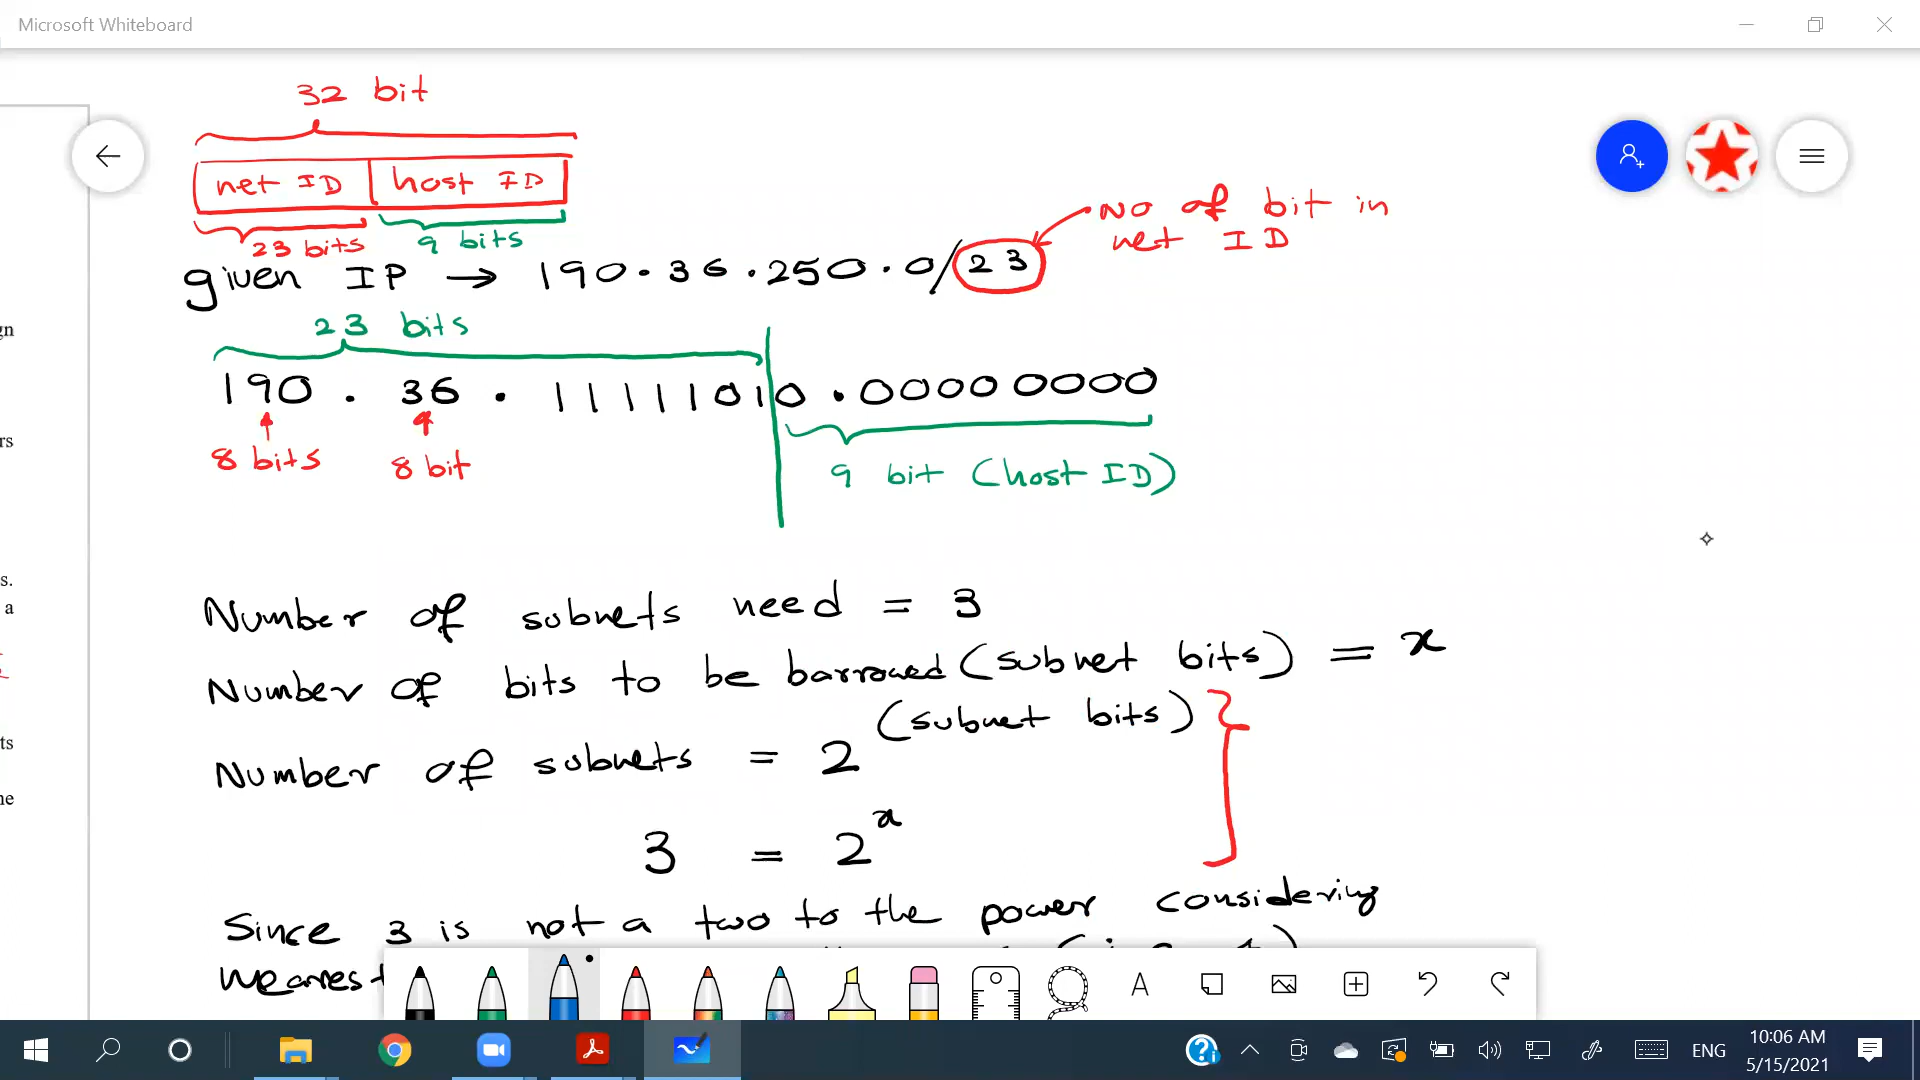 Microsoft Whiteboard
32 bit
net ID host ID
23 bits 9 bits
No of bit in
net ID
given IP → 190.36.250.0/23
23 bits
190 . 36 . 11111010 . 00000000
8 bits 8 bit
9 bit (host ID)
Number of subnets need = 3
Number of bits to be barrowed (subnet bits) = x
Number of subnets = 2 (subnet bits)
3 = 2 x
Since 3 is not a two to the power considering
gn
rs
s.
a
ts
ne
A
ENG
10:06 AM
5/15/2021